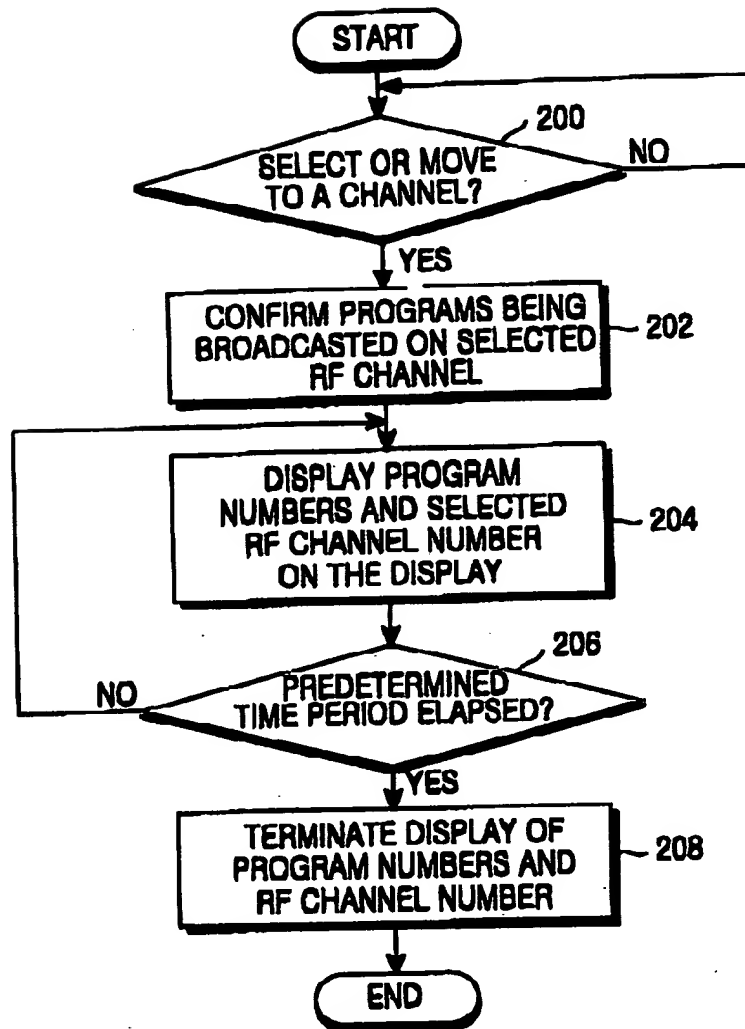 START
200
SELECT OR MOVE
TO A CHANNEL?
NO
YES
CONFIRM PROGRAMS BEING
BROADCASTED ON SELECTED
RF CHANNEL
202
DISPLAY PROGRAM
NUMBERS AND SELECTED
RF CHANNEL NUMBER
ON THE DISPLAY
204
206
NO
PREDETERMINED
TIME PERIOD ELAPSED?
YES
TERMINATE DISPLAY OF
PROGRAM NUMBERS AND
RF CHANNEL NUMBER
208
END